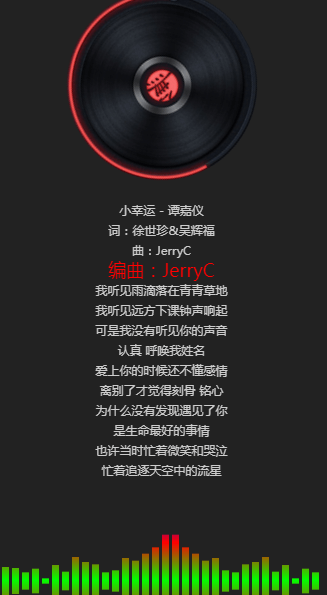 小幸运 - 谭嘉仪
词：徐世珍&吴辉福
曲：JerryC
编曲：JerryC
我听见雨滴落在青青草地
我听见远方下课钟声响起
可是我没有听见你的声音
认真 呼唤我姓名
爱上你的时候还不懂感情
离别了才觉得刻骨 铭心
为什么没有发现遇见了你
是生命最好的事情
也许当时忙着微笑和哭泣
忙着追逐天空中的流星